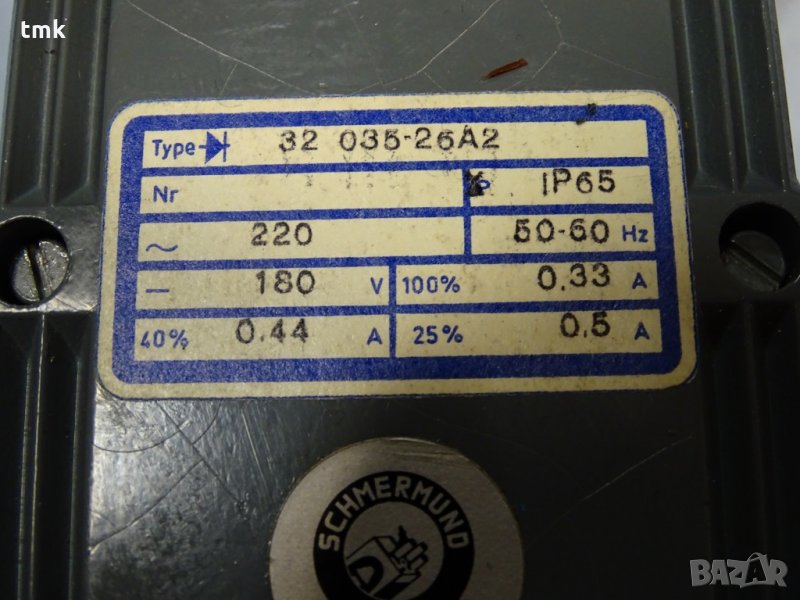 tmk
Type 32 035-26A2
Nr IP65
~ 220 50-60 Hz
— 180 V 100% 0.33 A
40% 0.44 A 25% 0.5 A
SCHMERMUND
BAZAR